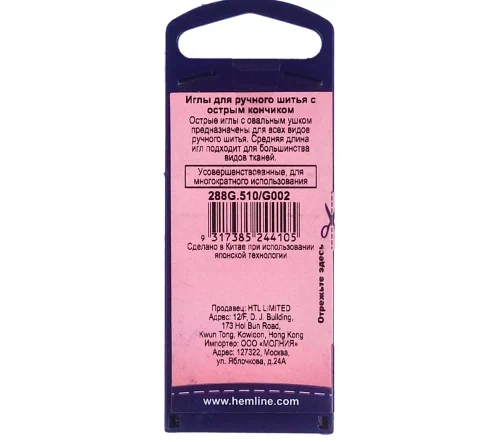 Иглы для ручного шитья с
острым кончиком
Острые иглы с овальным ушком
предназначены для всех видов
ручного шитья. Средняя длина
игл подходит для большинства
видов тканей.
Усовершенствованные, для
многократного использования
288G.510/G002
9 317385 244105
Сделано в Китае при использовании
японской технологии
Отрежьте здесь
Продавец: HTL LIMITED
Адрес: 12/F, D. J. Building,
173 Hoi Bun Road,
Kwun Tong, Kowloon, Hong Kong
Импортер: ООО «МОЛНИЯ»
Адрес: 127322, Москва,
ул. Яблочкова, д.24А
www.hemline.com